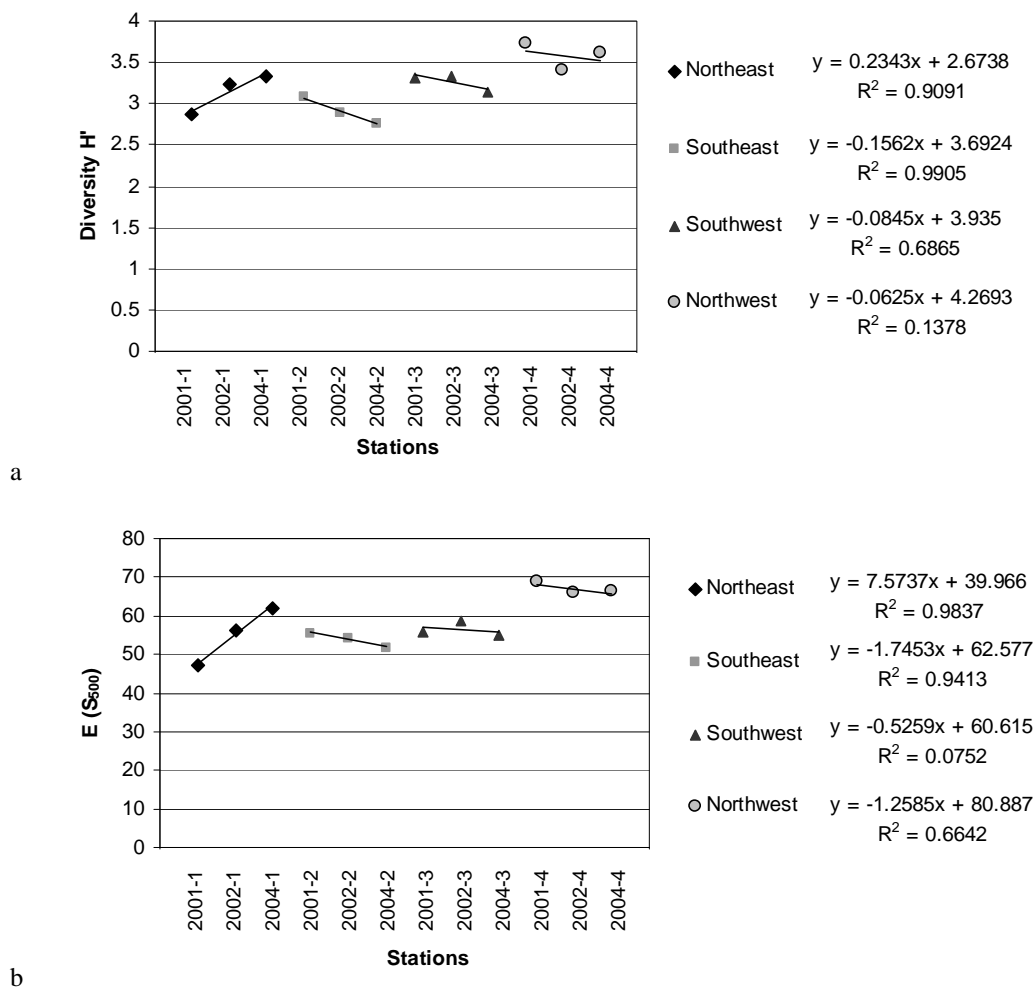 4
3.5
3
2.5
2
1.5
1
0.5
0
Diversity H'
2001-1
2002-1
2004-1
2001-2
2002-2
2004-2
2001-3
2002-3
2004-3
2001-4
2002-4
2004-4
Stations
Northeast y = 0.2343x + 2.6738
R² = 0.9091
Southeast y = -0.1562x + 3.6924
R² = 0.9905
Southwest y = -0.0845x + 3.935
R² = 0.6865
Northwest y = -0.0625x + 4.2693
R² = 0.1378
a
80
70
60
50
40
30
20
10
0
E (S₅₀₀)
2001-1
2002-1
2004-1
2001-2
2002-2
2004-2
2001-3
2002-3
2004-3
2001-4
2002-4
2004-4
Stations
Northeast y = 7.5737x + 39.966
R² = 0.9837
Southeast y = -1.7453x + 62.577
R² = 0.9413
Southwest y = -0.5259x + 60.615
R² = 0.0752
Northwest y = -1.2585x + 80.887
R² = 0.6642
b